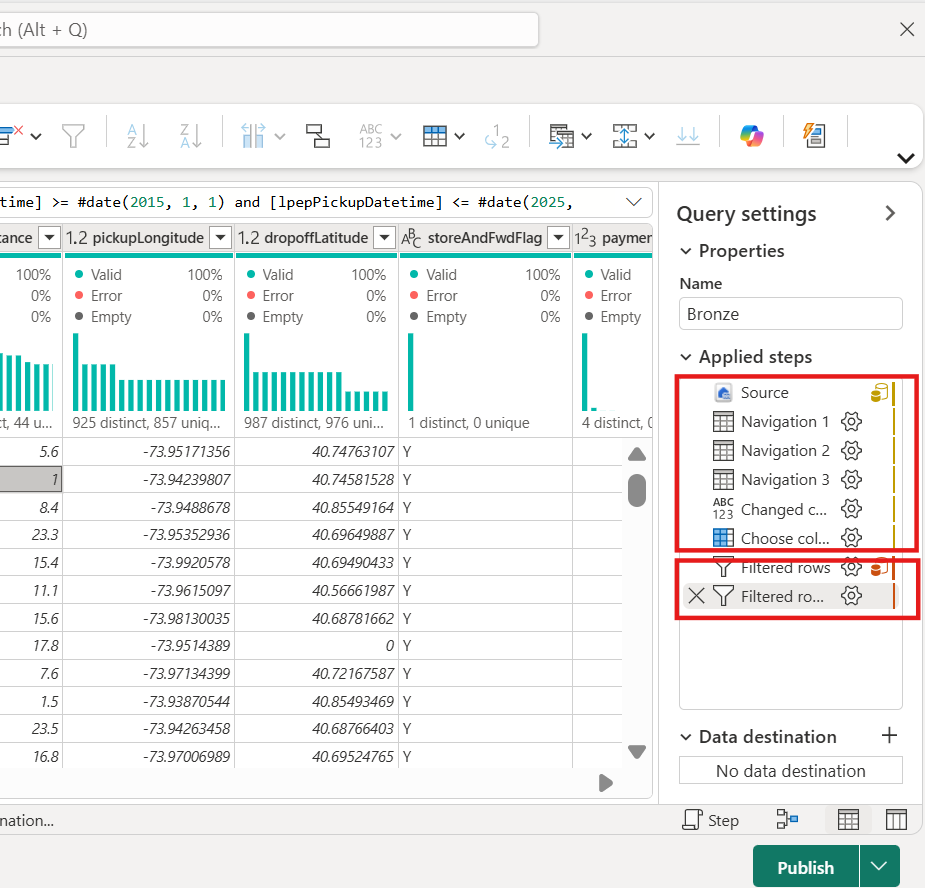 ch (Alt + Q)
time] >= #date(2015, 1, 1) and [lpepPickupDatetime] <= #date(2025,
Query settings
Properties
Name
Bronze
Applied steps
Source
Navigation 1
Navigation 2
Navigation 3
ABC 123 Changed c...
Choose col...
Filtered rows
Filtered ro...
Data destination
No data destination
tance 1.2 pickupLongitude 1.2 dropoffLatitude ABC storeAndFwdFlag 123 paymer
100% Valid 100% Valid 100% Valid 100% Valid
0% Error 0% Error 0% Error 0% Error
0% Empty 0% Empty 0% Empty 0% Empty
ct, 44 u... 925 distinct, 857 uniqu... 987 distinct, 976 uni... 1 distinct, 0 unique 4 distinct, 0
5.6 -73.95171356 40.74763107 Y
1 -73.94239807 40.74581528 Y
8.4 -73.9488678 40.85549164 Y
23.3 -73.95352936 40.69649887 Y
15.4 -73.9920578 40.69490433 Y
11.1 -73.9615097 40.56661987 Y
15.6 -73.98130035 40.68781662 Y
17.8 -73.9514389 0 Y
7.6 -73.97134399 40.72167587 Y
1.5 -73.93870544 40.85493469 Y
23.5 -73.94263458 40.68766403 Y
16.8 -73.97006989 40.69524765 Y
A Z
Z A
ABC 123
1 2
nation...
Step
Publish